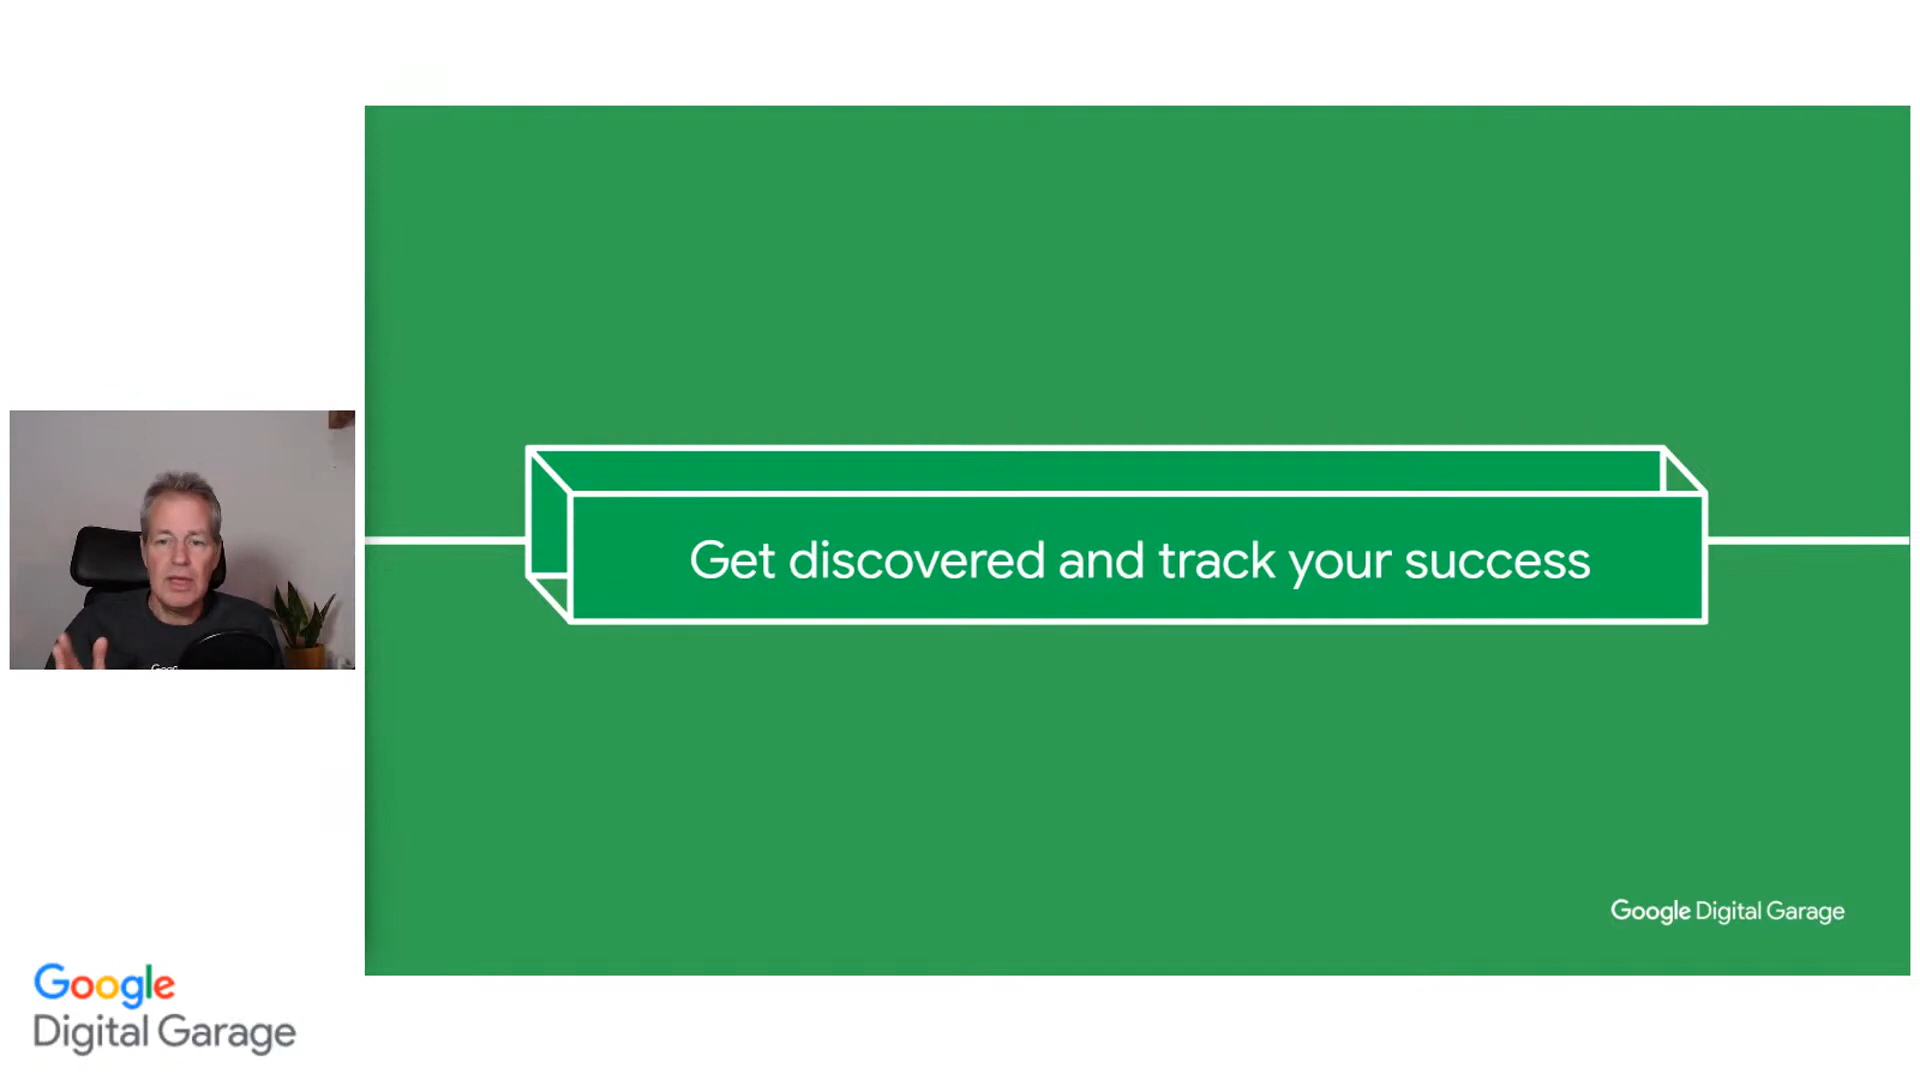 Get discovered and track your success
Google Digital Garage
Google
Digital Garage